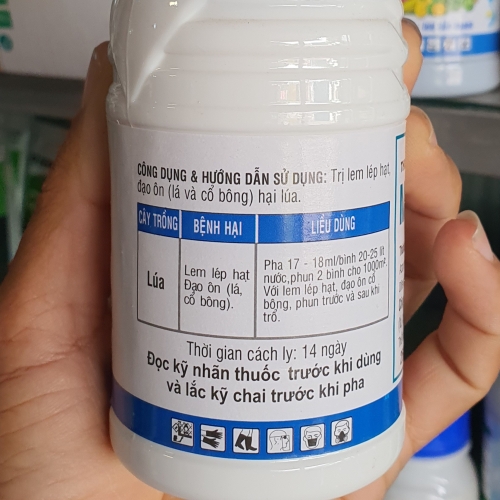 CÔNG DỤNG & HƯỚNG DẪN SỬ DỤNG: Trị lem lép hạt,
đạo ôn (lá và cổ bông) hại lúa.
CÂY TRỒNG BỆNH HẠI LIỀU DÙNG
Lúa
Lem lép hạt
Đạo ôn (lá,
cổ bông).
Pha 17 - 18ml/bình 20-25 lít
nước,phun 2 bình cho 1000m².
Với lem lép hạt, đạo ôn cổ
bông, phun trước và sau khi
trổ.
Thời gian cách ly: 14 ngày
Đọc kỹ nhãn thuốc trước khi dùng
và lắc kỹ chai trước khi pha